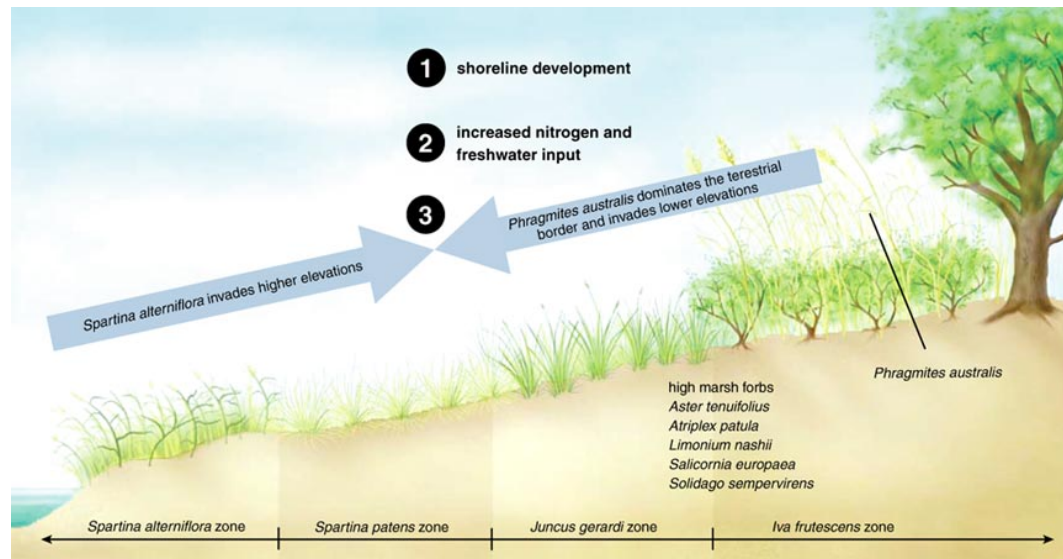 1 shoreline development
2 increased nitrogen and
freshwater input
3
Phragmites australis dominates the terestrial
border and invades lower elevations
Spartina alterniflora invades higher elevations
Phragmites australis
high marsh forbs
Aster tenuifolius
Atriplex patula
Limonium nashii
Salicornia europaea
Solidago sempervirens
Spartina alterniflora zone
Spartina patens zone
Juncus gerardi zone
Iva frutescens zone